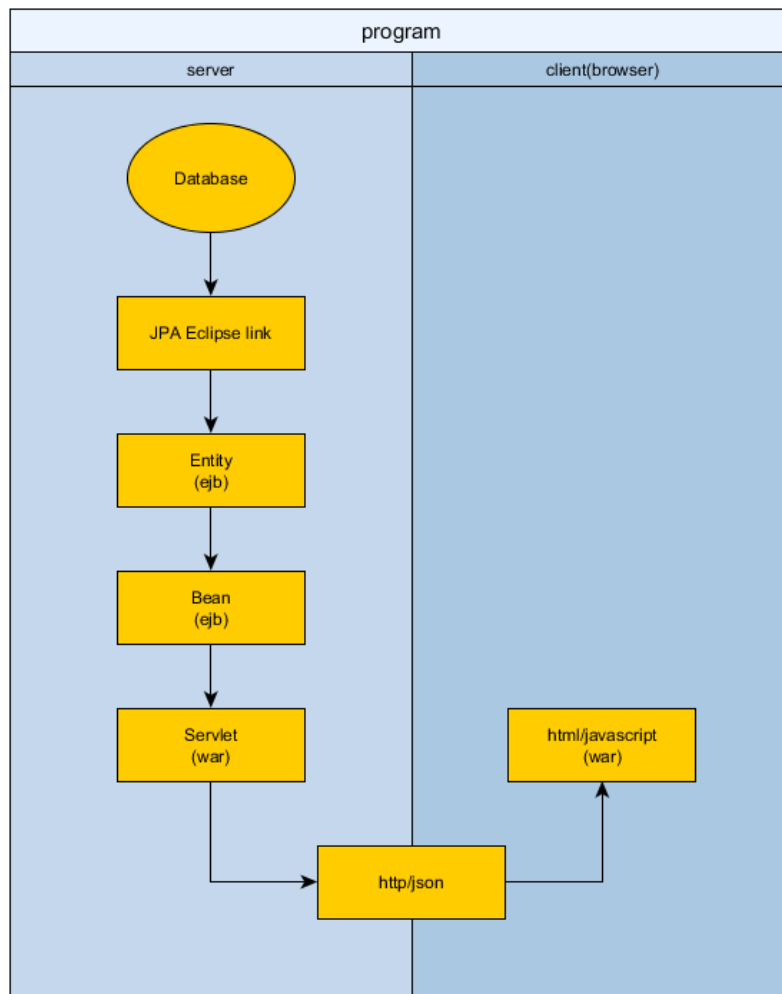 program
server
client(browser)
Database
JPA Eclipse link
Entity
(ejb)
Bean
(ejb)
Servlet
(war)
html/javascript
(war)
http/json